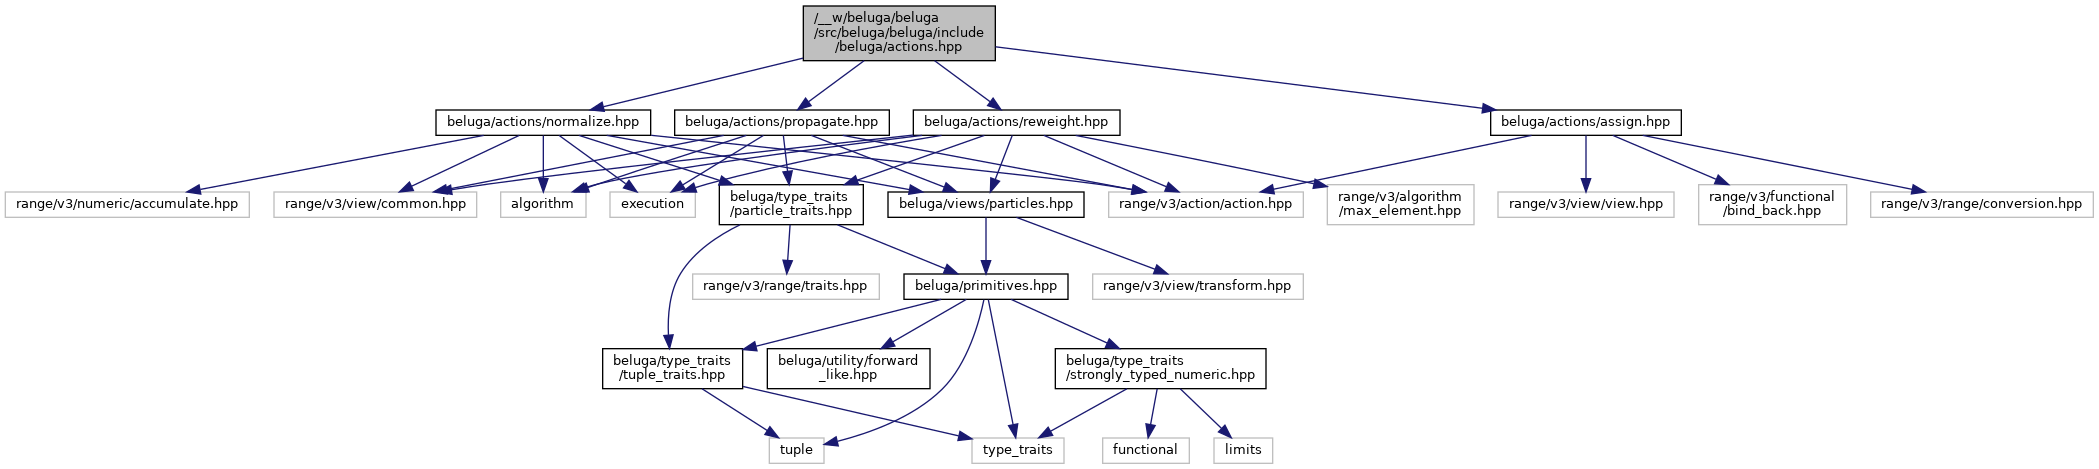 /__w/beluga/beluga
/src/beluga/beluga/include
/beluga/actions.hpp
beluga/actions/normalize.hpp
beluga/actions/propagate.hpp
beluga/actions/reweight.hpp
beluga/actions/assign.hpp
range/v3/numeric/accumulate.hpp
range/v3/view/common.hpp
algorithm
execution
beluga/type_traits
/particle_traits.hpp
beluga/views/particles.hpp
range/v3/action/action.hpp
range/v3/algorithm
/max_element.hpp
range/v3/view/view.hpp
range/v3/functional
/bind_back.hpp
range/v3/range/conversion.hpp
range/v3/range/traits.hpp
beluga/primitives.hpp
range/v3/view/transform.hpp
beluga/type_traits
/tuple_traits.hpp
beluga/utility/forward
_like.hpp
beluga/type_traits
/strongly_typed_numeric.hpp
tuple
type_traits
functional
limits